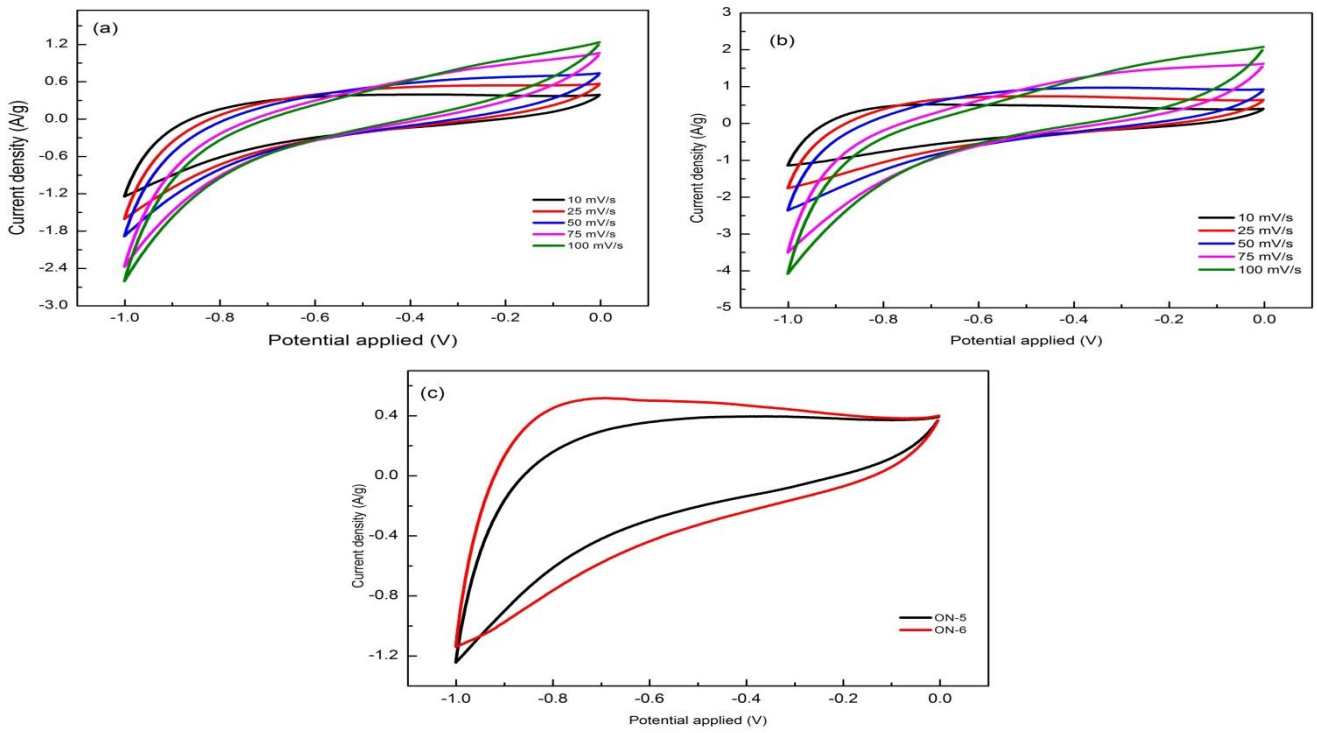 (a)
1.2
0.6
0.0
-0.6
-1.2
-1.8
-2.4
-3.0
Current density (A/g)
10 mV/s
25 mV/s
50 mV/s
75 mV/s
100 mV/s
-1.0 -0.8 -0.6 -0.4 -0.2 0.0
Potential applied (V)
(b)
3
2
1
0
-1
-2
-3
-4
-5
Current density (A/g)
10 mV/s
25 mV/s
50 mV/s
75 mV/s
100 mV/s
-1.0 -0.8 -0.6 -0.4 -0.2 0.0
Potential applied (V)
(c)
0.4
0.0
-0.4
-0.8
-1.2
Current density (A/g)
ON-5
ON-6
-1.0 -0.8 -0.6 -0.4 -0.2 0.0
Potential applied (V)